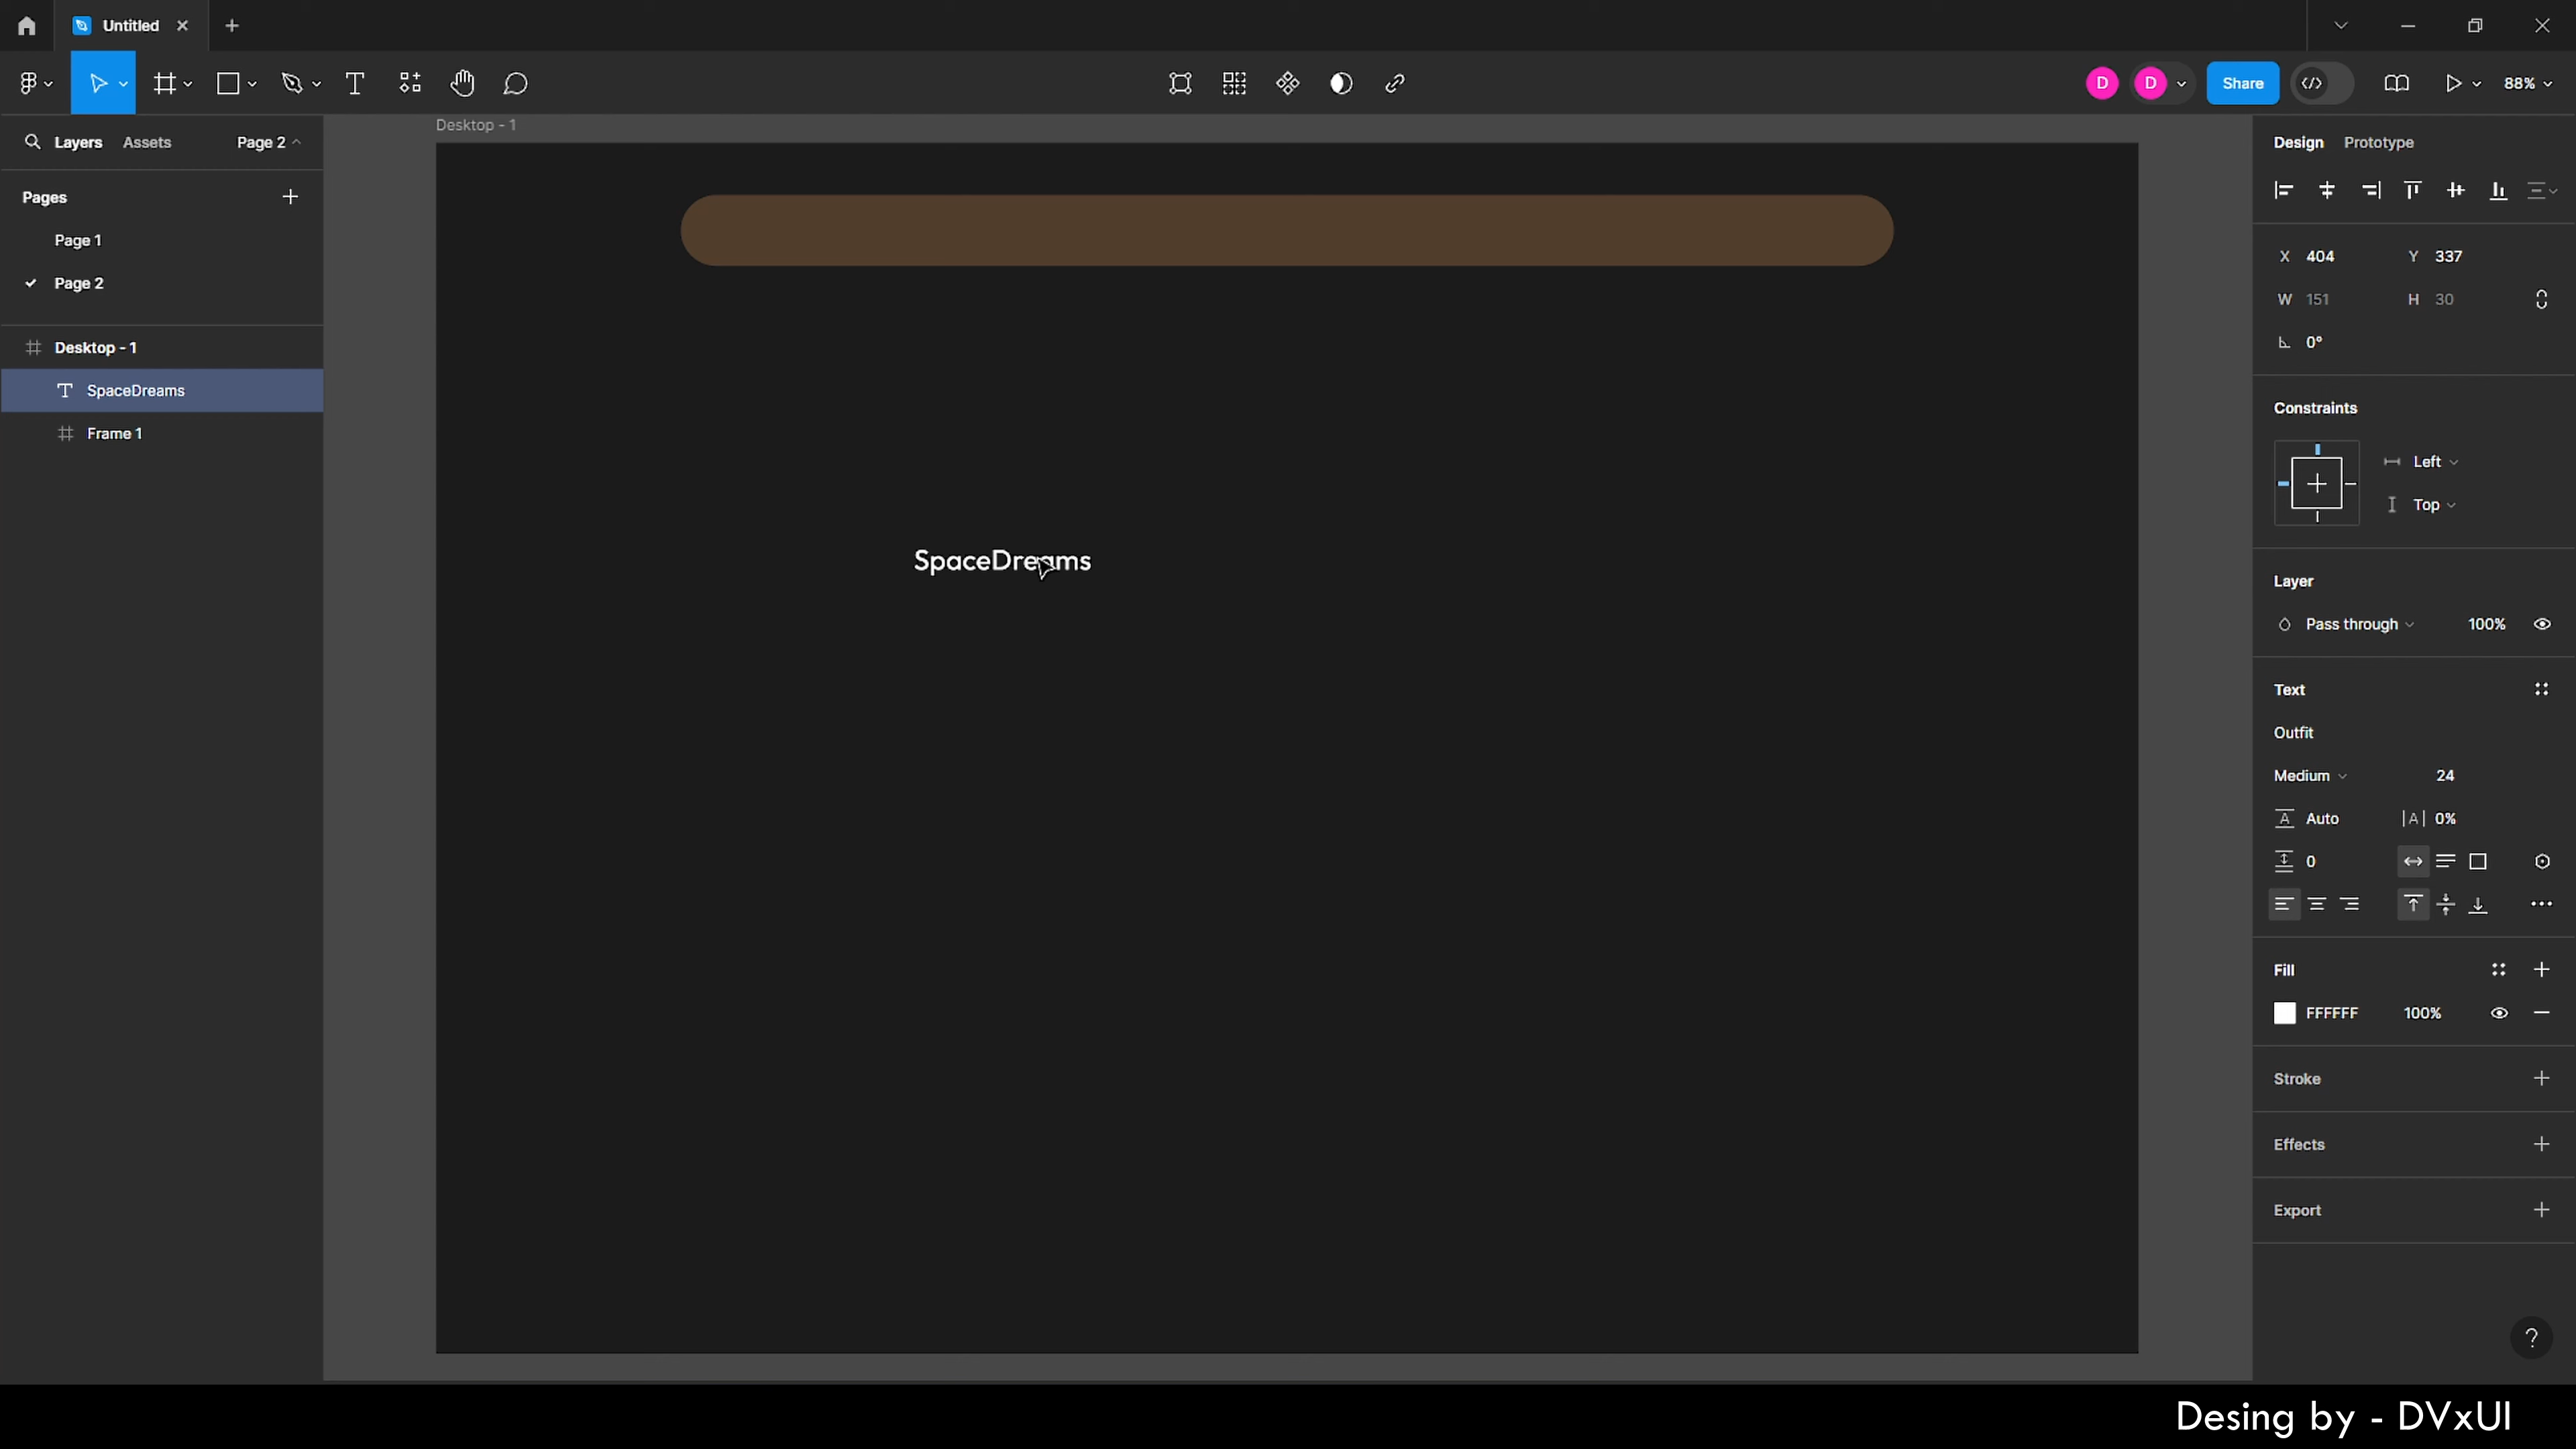 Untitled
Share
88%
Desktop - 1
Layers
Assets
Page 2
Pages
Page 1
Page 2
Desktop - 1
SpaceDreams
Frame 1
SpaceDreams
D
D
Design
Prototype
X 404
Y 337
W 151
H 30
0°
Constraints
Left
Top
Layer
Pass through
100%
Text
Outfit
Medium
24
A Auto
|A| 0%
0
Fill
FFFFFF
100%
Stroke
Effects
Export
?
Desing by - DVxUI